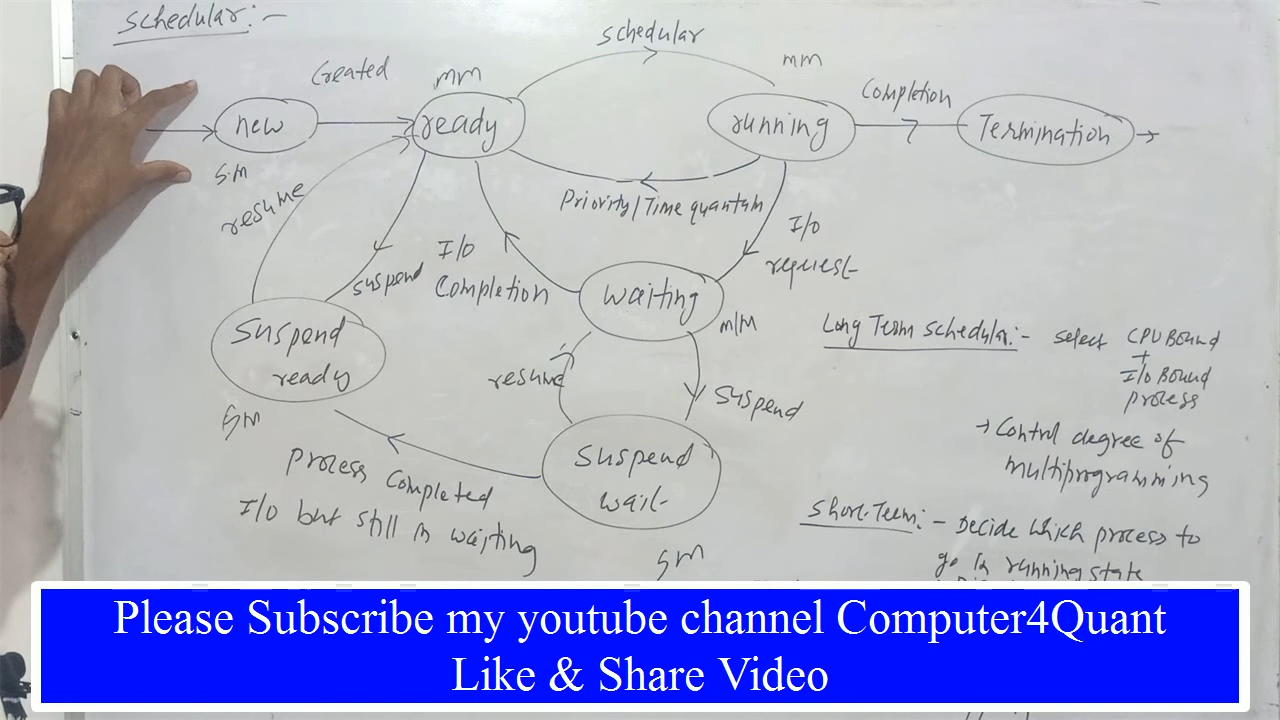 Schedular:-
Created
new
S.M
MM
ready
schedular
MM
running
Completion
Termination
Priority/Time quantum
I/O
request
resume
suspend
I/O
Completion
waiting
M/M
suspend
ready
SM
resume
suspend
suspend
wait
SM
Process Completed
I/O but still in waiting
Long Term Schedular:- select CPU Bound
+
I/O Bound
process
→ Control degree of
multiprogramming
Short-Term:- Decide which process to
go in running state
Please Subscribe my youtube channel Computer4Quant
Like & Share Video